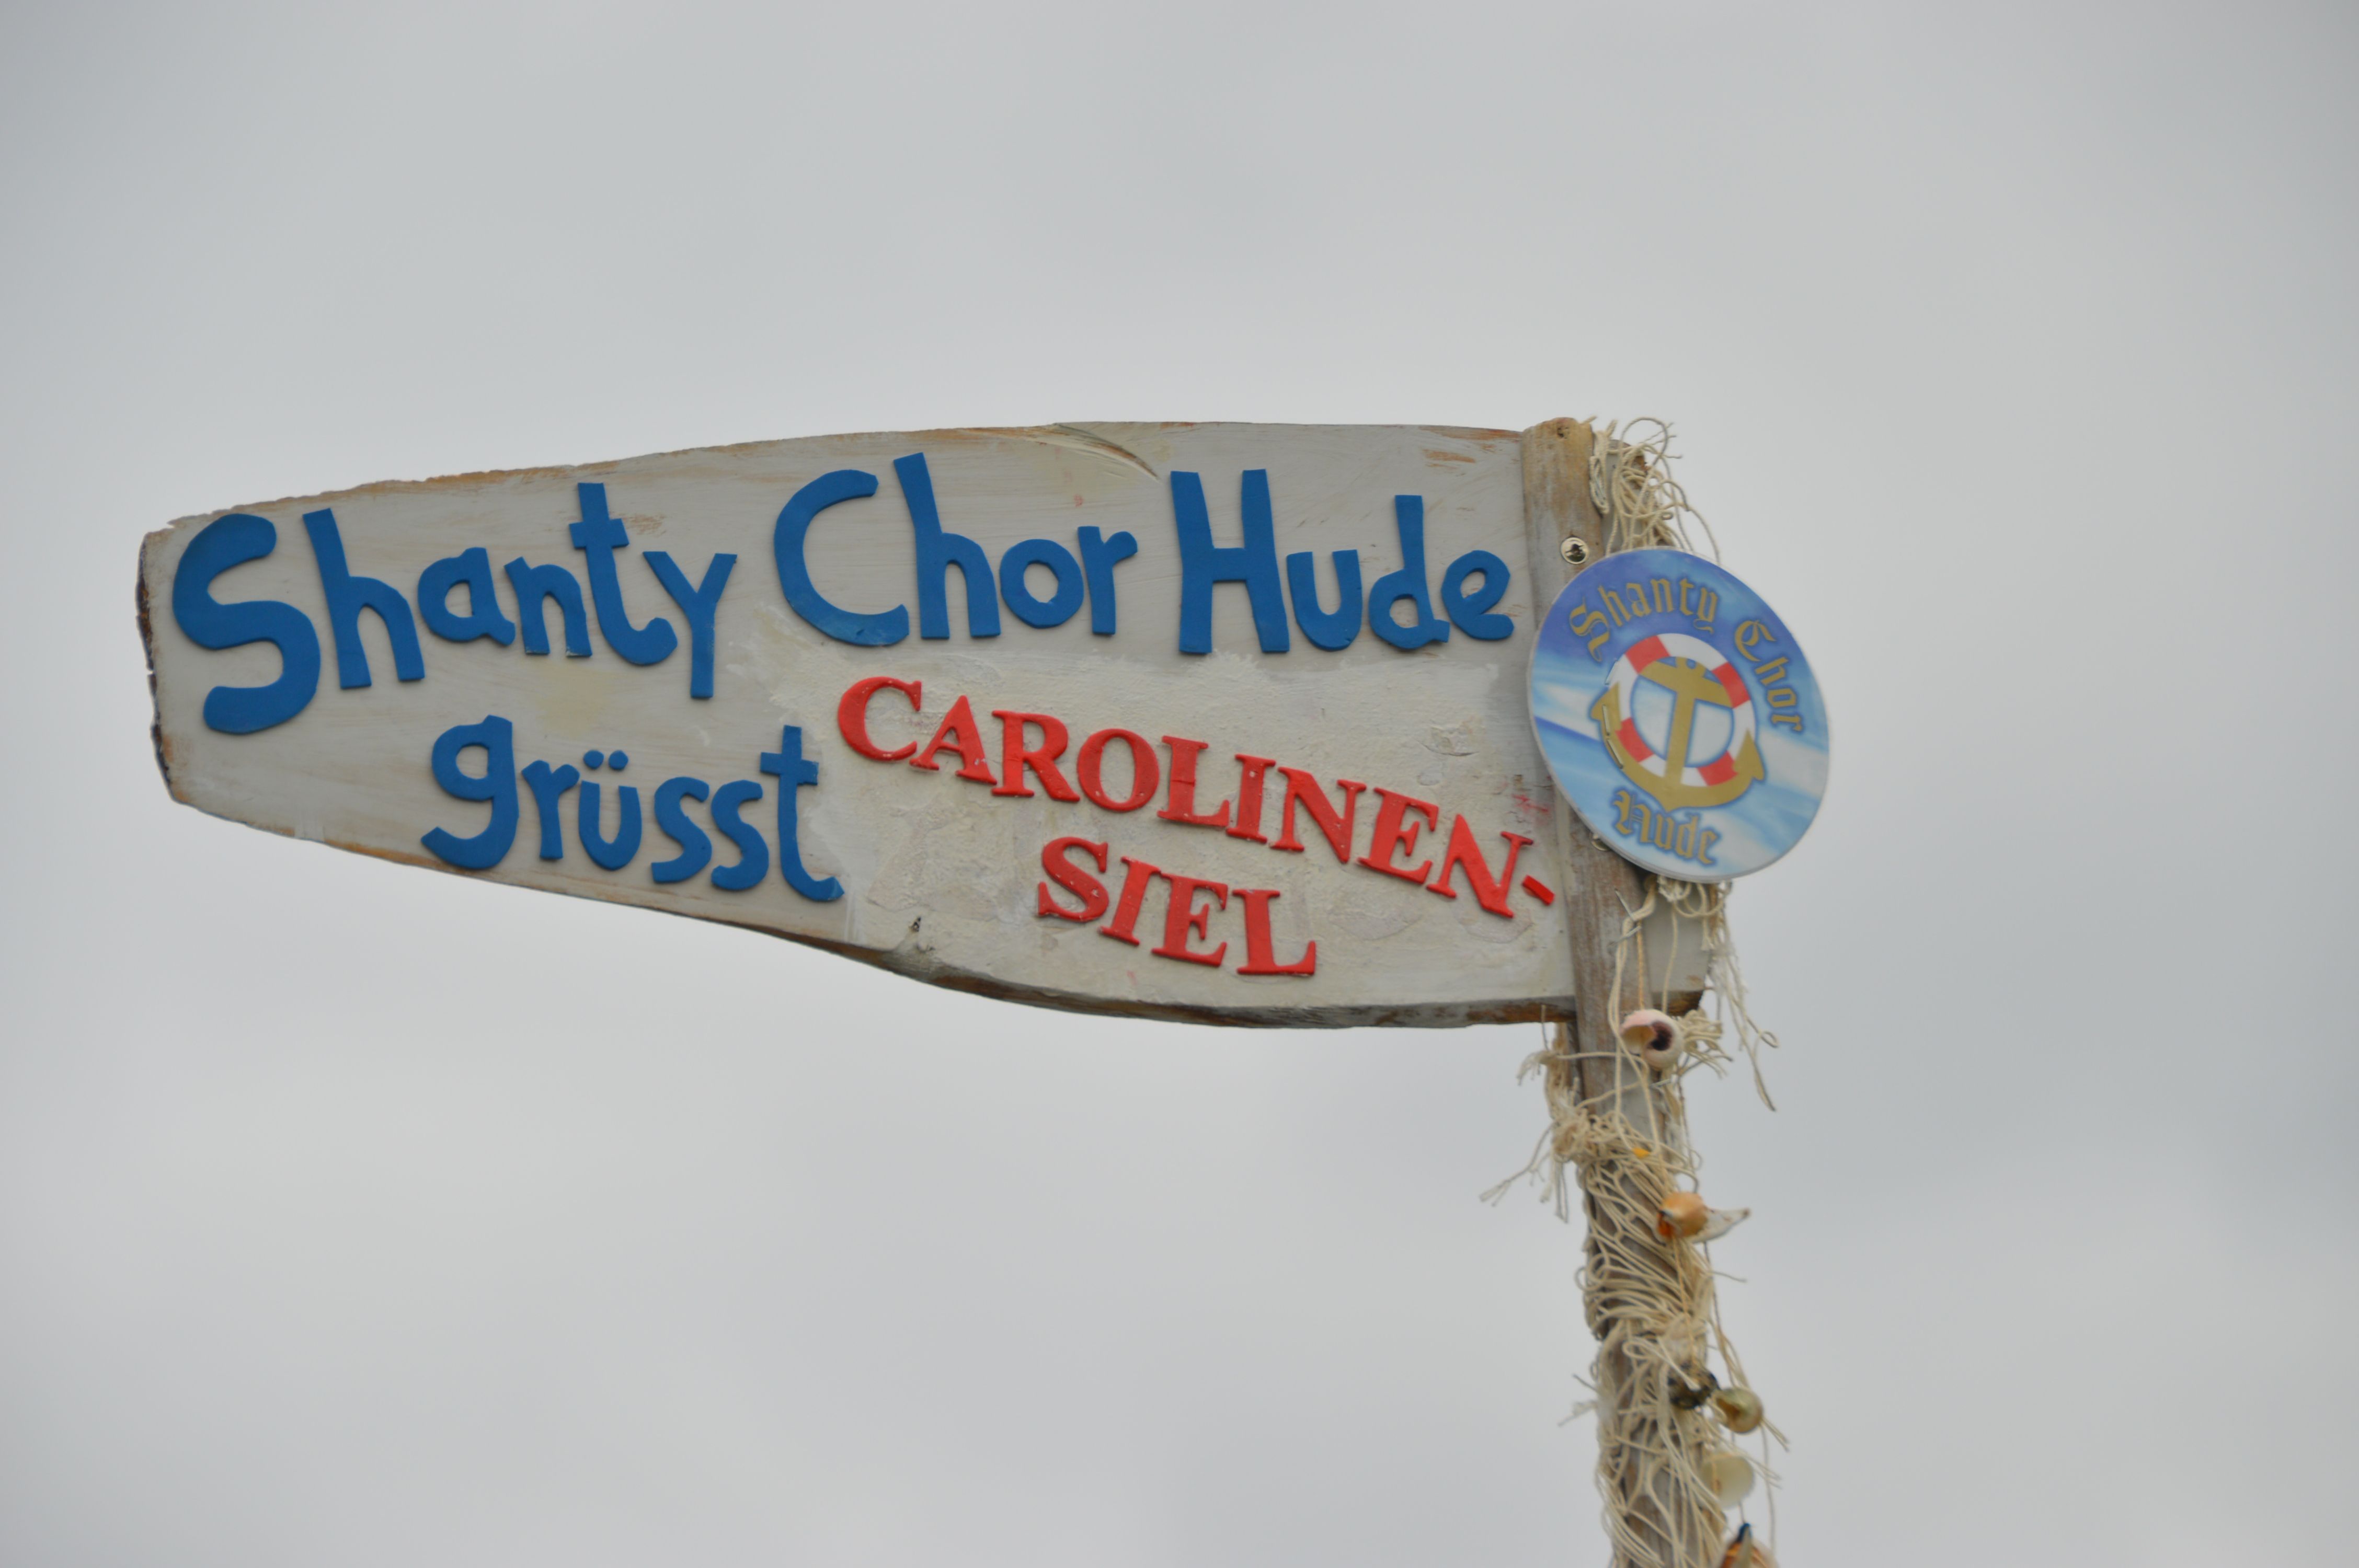 Shanty Chor Hude
grüsst
CAROLINEN-
SIEL
Shanty Chor
Hude